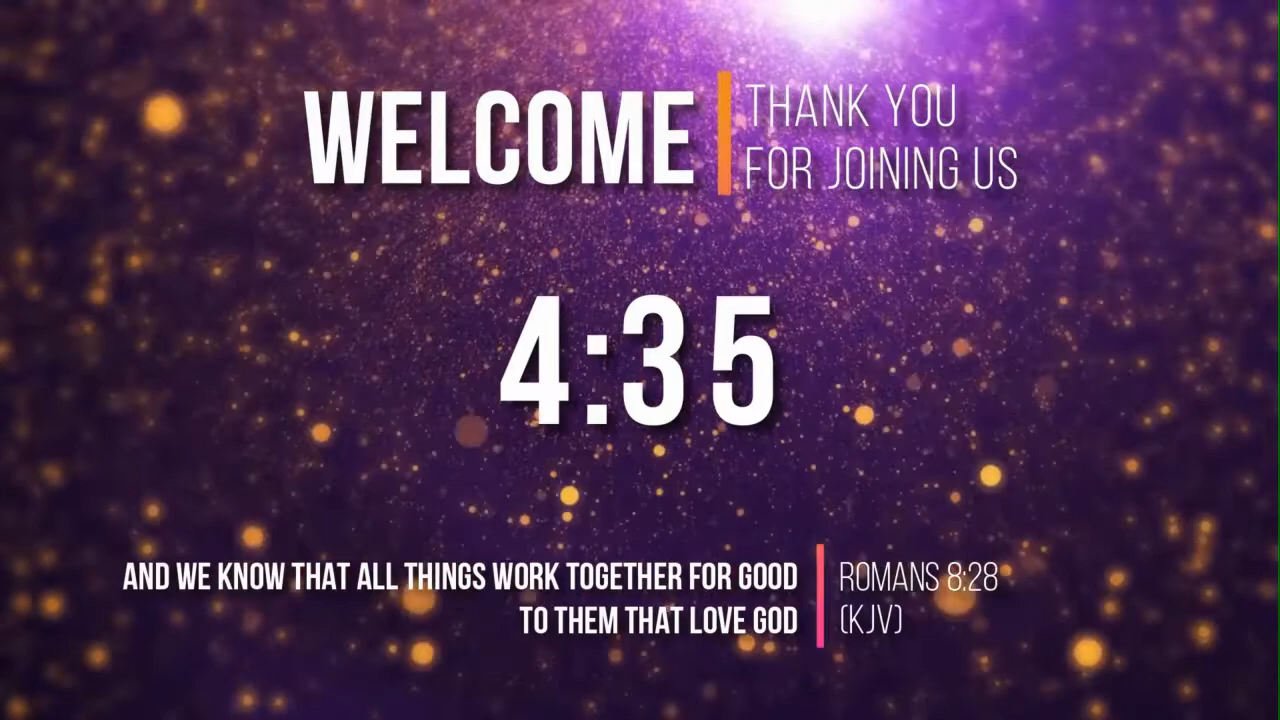 WELCOME
THANK YOU
FOR JOINING US
4:35
AND WE KNOW THAT ALL THINGS WORK TOGETHER FOR GOOD
TO THEM THAT LOVE GOD
ROMANS 8:28
(KJV)